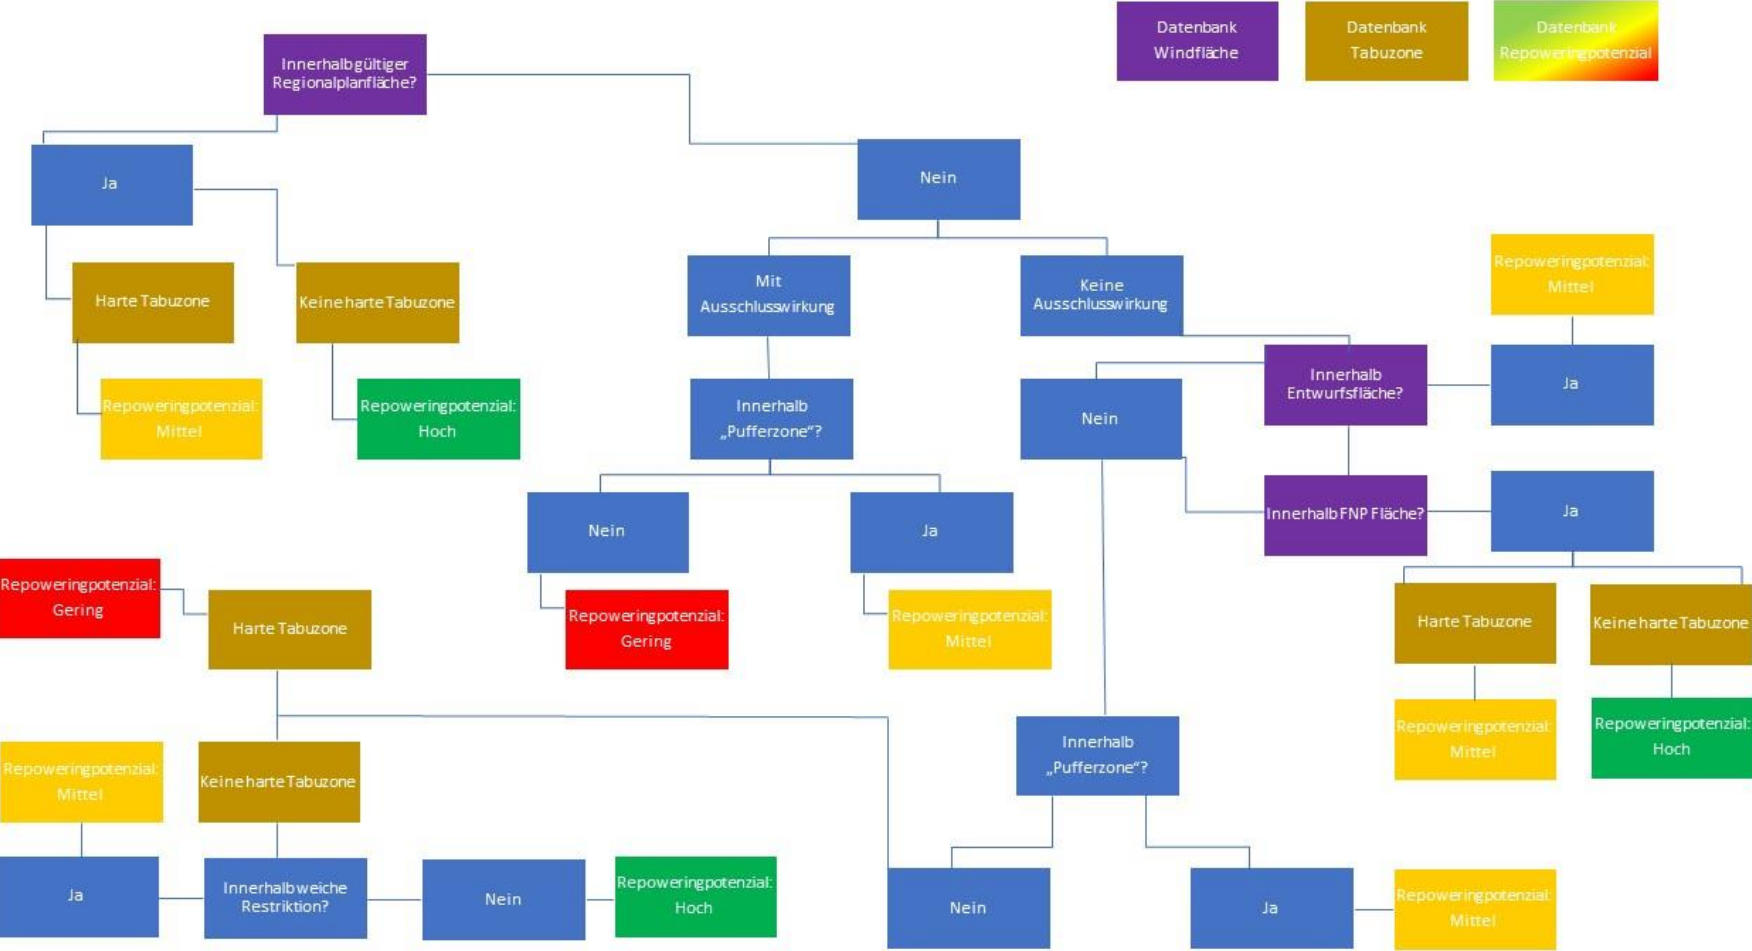 Datenbank
Windfläche
Datenbank
Tabuzone
Datenbank
Repoweringpotenzial
Innerhalb gültiger
Regionalplanfläche?
Ja
Nein
Harte Tabuzone
Keine harte Tabuzone
Repoweringpotenzial:
Mittel
Repoweringpotenzial:
Hoch
Mit
Ausschlusswirkung
Keine
Ausschlusswirkung
Innerhalb
„Pufferzone“?
Nein
Ja
Repoweringpotenzial:
Gering
Repoweringpotenzial:
Mittel
Innerhalb
Entwurfsfläche?
Ja
Repoweringpotenzial:
Mittel
Nein
Innerhalb FNP Fläche?
Ja
Harte Tabuzone
Keine harte Tabuzone
Repoweringpotenzial:
Mittel
Repoweringpotenzial:
Hoch
Innerhalb
„Pufferzone“?
Nein
Ja
Repoweringpotenzial:
Mittel
Repoweringpotenzial:
Gering
Harte Tabuzone
Keine harte Tabuzone
Repoweringpotenzial:
Mittel
Ja
Innerhalb weiche
Restriktion?
Nein
Repoweringpotenzial:
Hoch